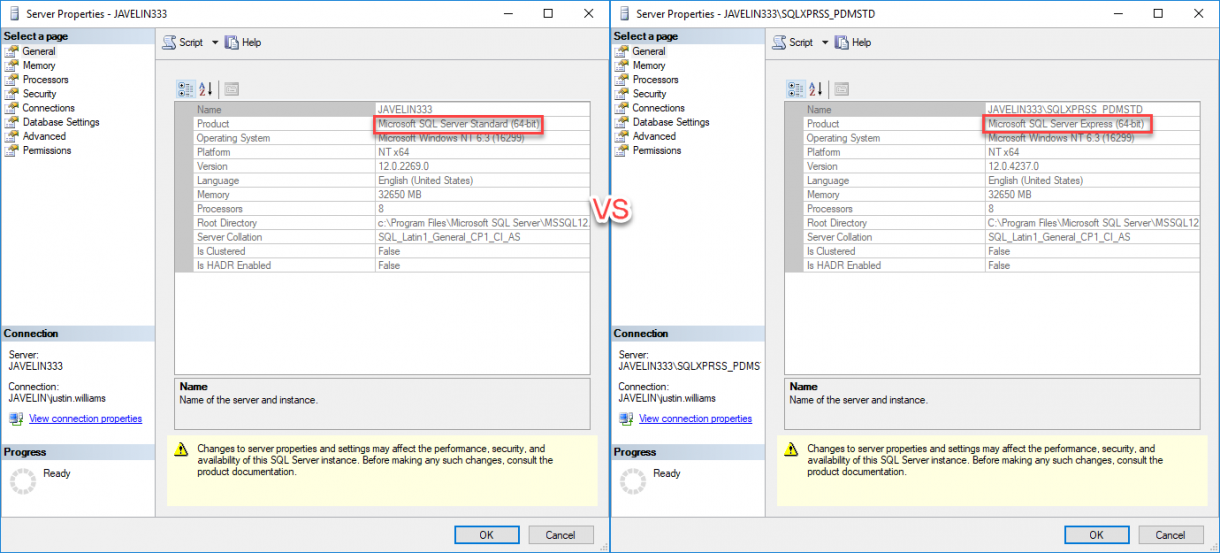 Server Properties - JAVELIN333
Select a page
General
Memory
Processors
Security
Connections
Database Settings
Advanced
Permissions
Script Help
Name JAVELIN333
Product Microsoft SQL Server Standard (64-bit)
Operating System Microsoft Windows NT 6.3 (16299)
Platform NT x64
Version 12.0.2269.0
Language English (United States)
Memory 32650 MB
Processors 8
Root Directory c:\Program Files\Microsoft SQL Server\MSSQL12.
Server Collation SQL_Latin1_General_CP1_CI_AS
Is Clustered False
Is HADR Enabled False
Connection
Server:
JAVELIN333
Connection:
JAVELIN\justin.williams
View connection properties
Progress
Ready
Name
Name of the server and instance.
Changes to server properties and settings may affect the perfomance, security, and
availability of this SQL Server instance. Before making any such changes, consult the
product documentation.
OK Cancel
VS
Server Properties - JAVELIN333\SQLXPRSS_PDMSTD
Select a page
General
Memory
Processors
Security
Connections
Database Settings
Advanced
Permissions
Script Help
Name JAVELIN333\SQLXPRSS_PDMSTD
Product Microsoft SQL Server Express (64-bit)
Operating System Microsoft Windows NT 6.3 (16299)
Platform NT x64
Version 12.0.4237.0
Language English (United States)
Memory 32650 MB
Processors 8
Root Directory C:\Program Files\Microsoft SQL Server\MSSQL12
Server Collation SQL_Latin1_General_CP1_CI_AS
Is Clustered False
Is HADR Enabled False
Connection
Server:
JAVELIN333\SQLXPRSS_PDMS
Connection:
JAVELIN\justin.williams
View connection properties
Progress
Ready
Name
Name of the server and instance.
Changes to server properties and settings may affect the perfomance, security, and
availability of this SQL Server instance. Before making any such changes, consult the
product documentation.
OK Cancel